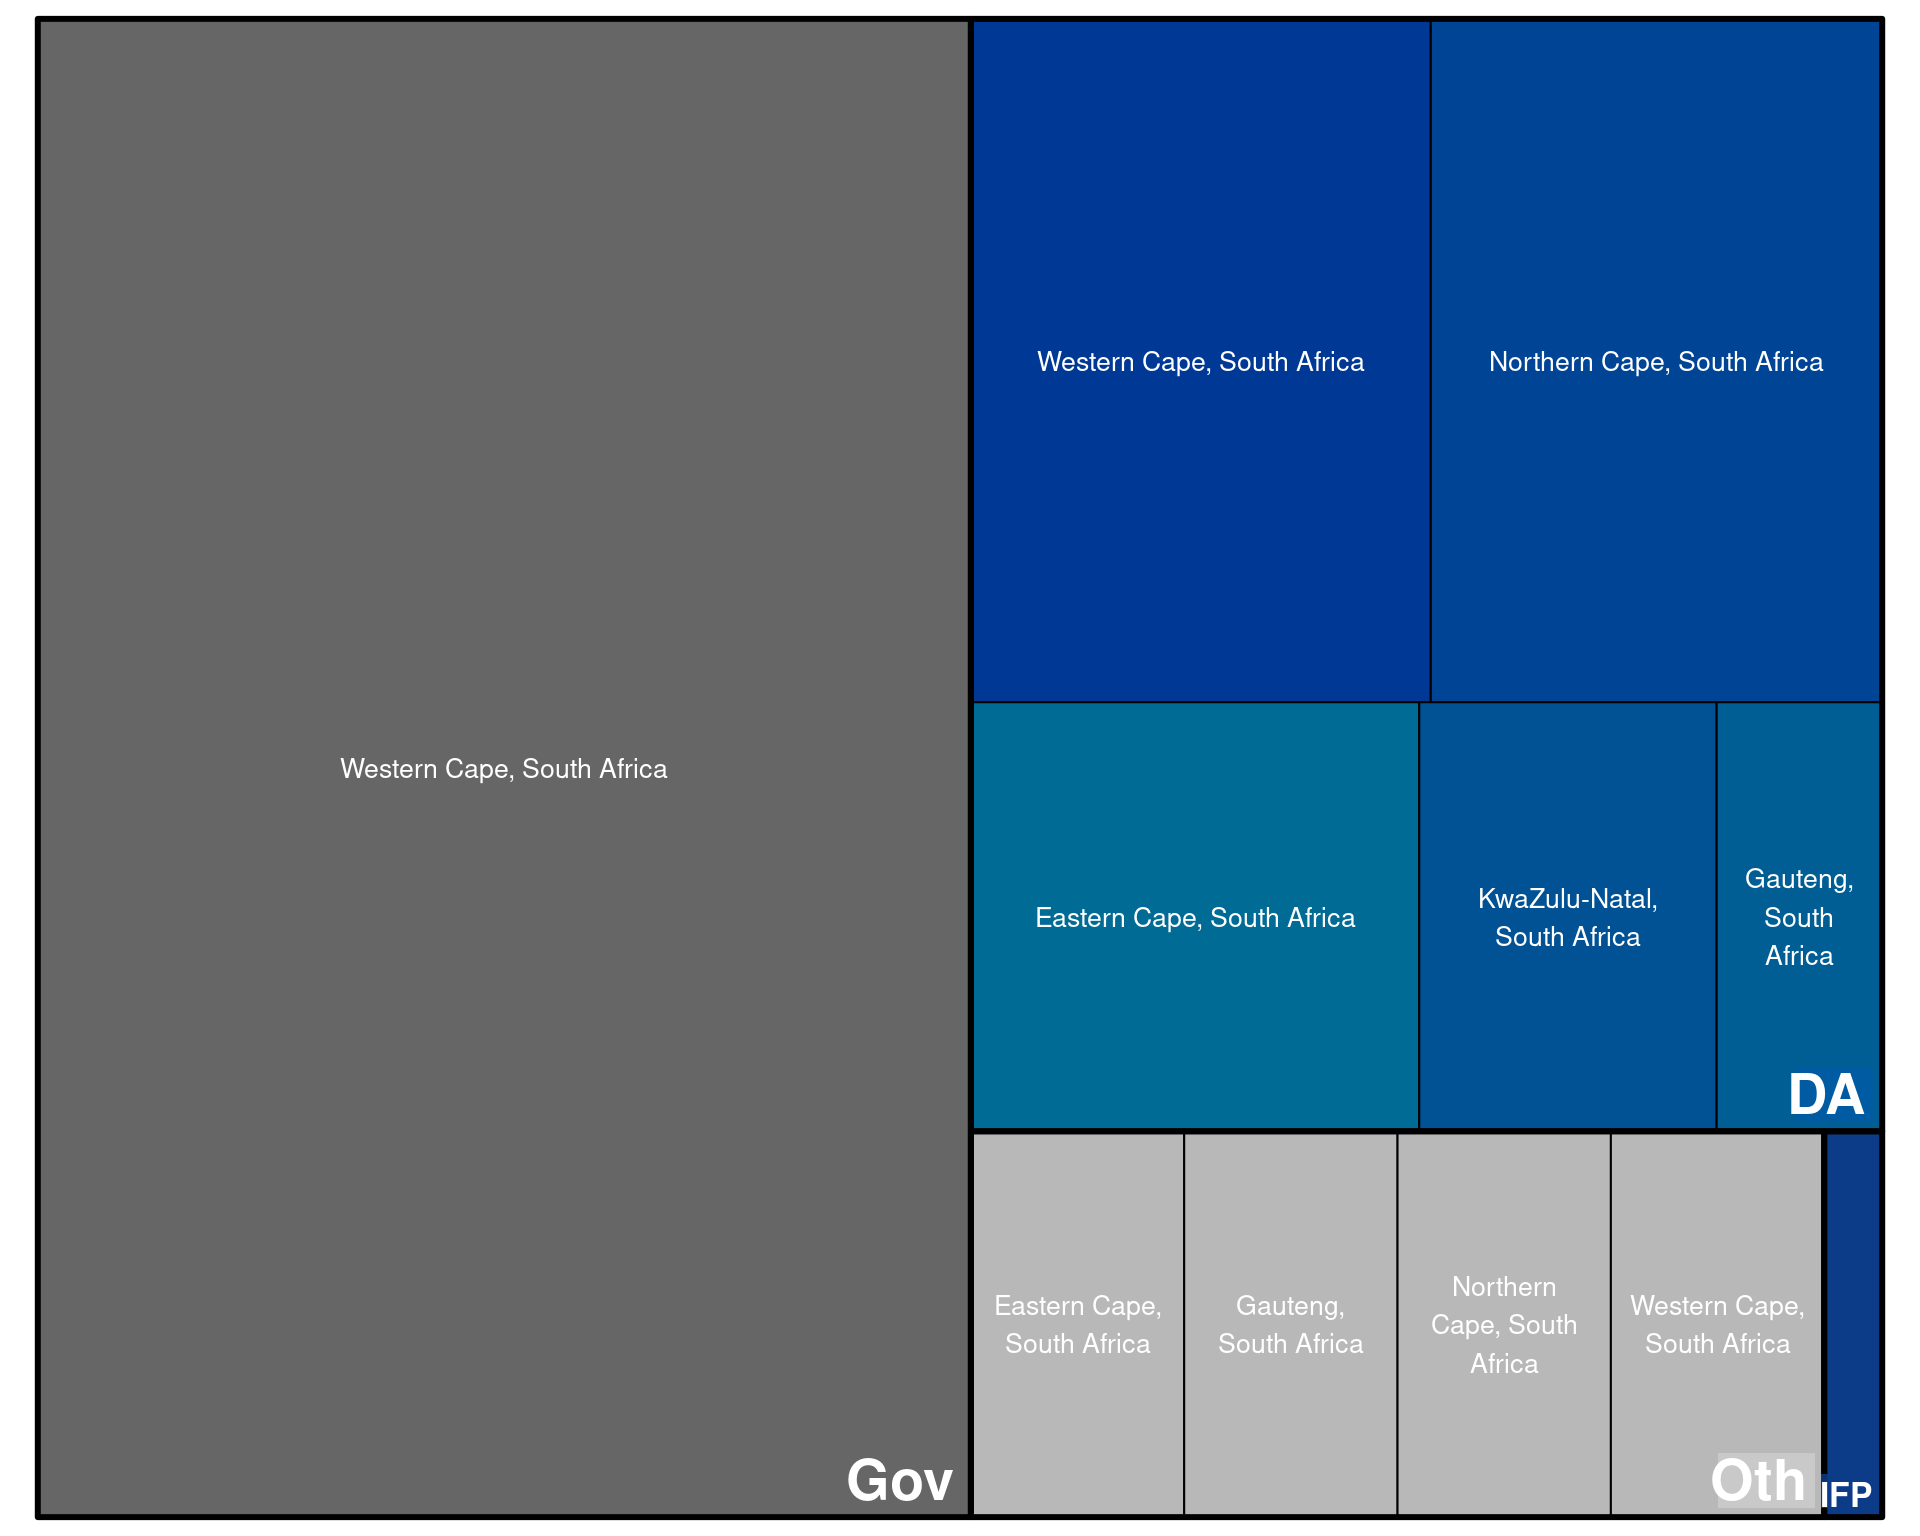 Western Cape, South Africa
Gov
Western Cape, South Africa
Northern Cape, South Africa
Eastern Cape, South Africa
KwaZulu-Natal,
South Africa
Gauteng,
South
Africa
DA
Eastern Cape,
South Africa
Gauteng,
South Africa
Northern
Cape, South
Africa
Western Cape,
South Africa
Oth
IFP